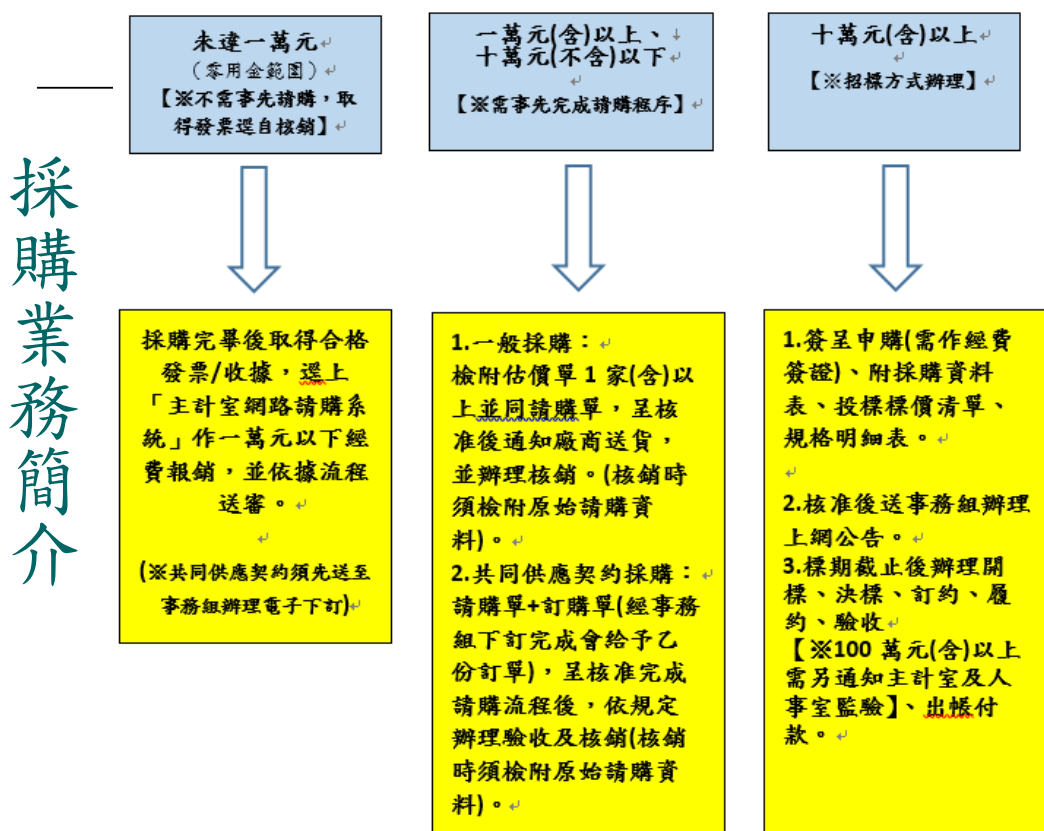 採購業務簡介
未達一萬元
(零用金範圍)
【※不需事先請購，取
得發票逕自核銷】
一萬元(含)以上、
十萬元(不含)以下
【※需事先完成請購程序】
十萬元(含)以上
【※招標方式辦理】
採購完畢後取得合格
發票/收據，逕上
「主計室網路請購系
統」作一萬元以下經
費報銷，並依據流程
送審。
(※共同供應契約須先送至
事務組辦理電子下訂)
1.一般採購：
檢附估價單 1 家(含)以
上並同請購單，呈核
准後通知廠商送貨，
並辦理核銷。(核銷時
須檢附原始請購資
料)。
2.共同供應契約採購：
請購單+訂購單(經事務
組下訂完成會給予乙
份訂單)，呈核准完成
請購流程後，依規定
辦理驗收及核銷(核銷
時須檢附原始請購資
料)。
1.簽呈申購(需作經費
簽證)、附採購資料
表、投標標價清單、
規格明細表。
2.核准後送事務組辦理
上網公告。
3.標期截止後辦理開
標、決標、訂約、履
約、驗收
【※100 萬元(含)以上
需另通知主計室及人
事室監驗】、出帳付
款。